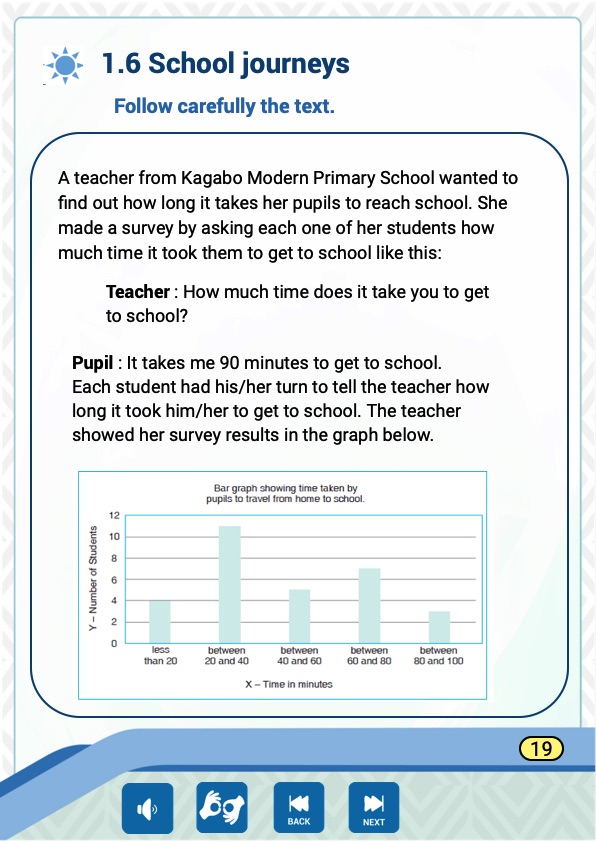 1.6 School journeys
Follow carefully the text.
A teacher from Kagabo Modern Primary School wanted to
find out how long it takes her pupils to reach school. She
made a survey by asking each one of her students how
much time it took them to get to school like this:
Teacher : How much time does it take you to get
to school?
Pupil : It takes me 90 minutes to get to school.
Each student had his/her turn to tell the teacher how
long it took him/her to get to school. The teacher
showed her survey results in the graph below.
Bar graph showing time taken by
pupils to travel from home to school.
Y – Number of Students
12
10
8
6
4
2
0
less than 20
between 20 and 40
between 40 and 60
between 60 and 80
between 80 and 100
X – Time in minutes
19
BACK
NEXT